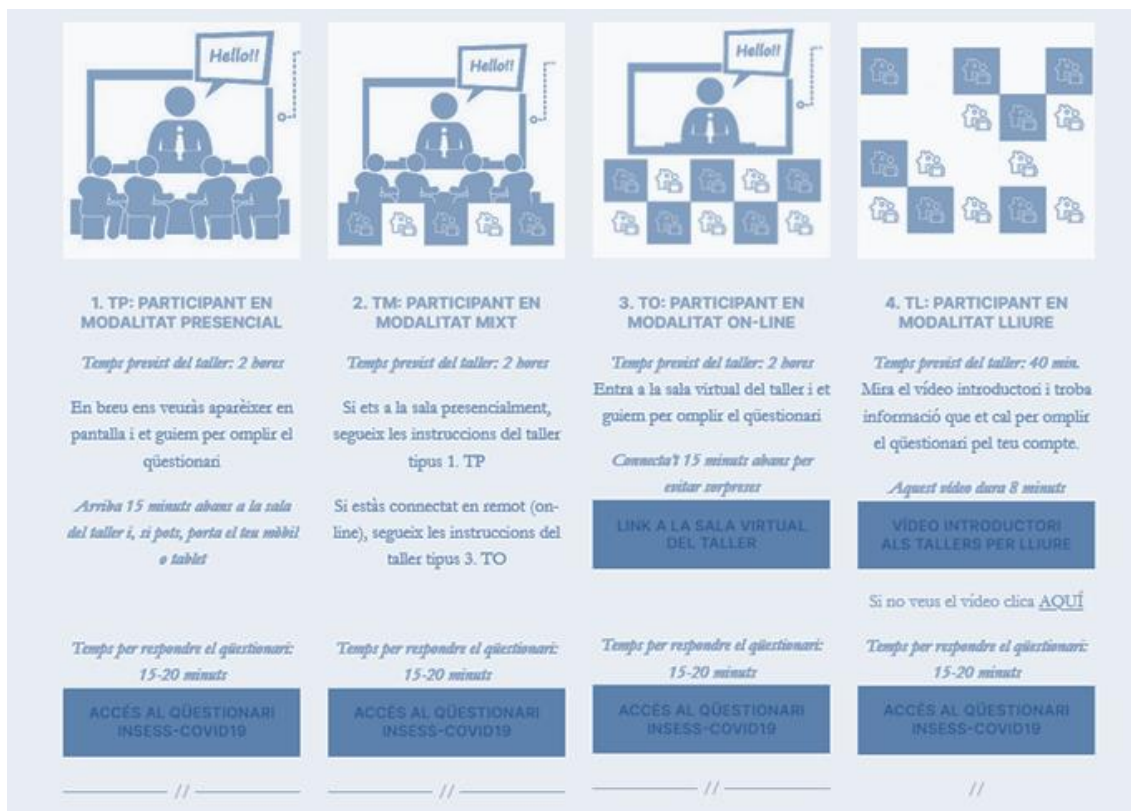 Hello!!
1. TP: PARTICIPANT EN
MODALITAT PRESENCIAL
Temps previst del taller: 2 hores
En breu ens veuràs aparèixer en
pantalla i et guiem per omplir el
qüestionari
Arriba 15 minuts abans a la sala
del taller i, si pots, porta el teu mòbil
o tablet
Temps per respondre el qüestionari:
15-20 minuts
ACCÉS AL QÜESTIONARI
INSESS-COVID19
//
Hello!!
2. TM: PARTICIPANT EN
MODALITAT MIXT
Temps previst del taller: 2 hores
Si ets a la sala presencialment,
segueix les instruccions del taller
tipus 1. TP
Si estàs connectat en remot (on-
line), segueix les instruccions del
taller tipus 3. TO
Temps per respondre el qüestionari:
15-20 minuts
ACCÉS AL QÜESTIONARI
INSESS-COVID19
//
Hello!!
3. TO: PARTICIPANT EN
MODALITAT ON-LINE
Temps previst del taller: 2 hores
Entra a la sala virtual del taller i et
guiem per omplir el qüestionari
Connecta't 15 minuts abans per
evitar sorpreses
LINK A LA SALA VIRTUAL
DEL TALLER
Temps per respondre el qüestionari:
15-20 minuts
ACCÉS AL QÜESTIONARI
INSESS-COVID19
//
4. TL: PARTICIPANT EN
MODALITAT LLIURE
Temps previst del taller: 40 min.
Mira el vídeo introductori i troba
informació que et cal per omplir
el qüestionari pel teu compte.
Aquest vídeo dura 8 minuts
VÍDEO INTRODUCTORI
ALS TALLERS PER LLIURE
Si no veus el vídeo clica AQUÍ
Temps per respondre el qüestionari:
15-20 minuts
ACCÉS AL QÜESTIONARI
INSESS-COVID19
//